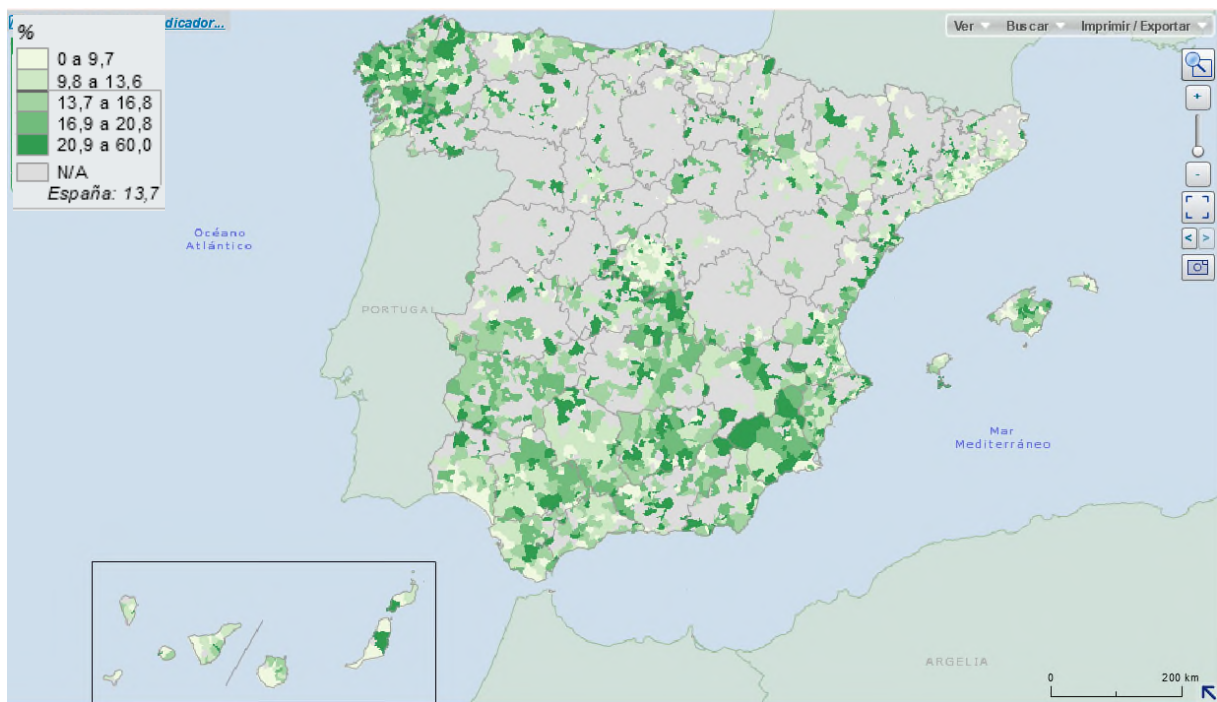 dicador...
Ver Buscar Imprimir / Exportar
%
0 a 9,7
9,8 a 13,6
13,7 a 16,8
16,9 a 20,8
20,9 a 60,0
N/A
España: 13,7
+
-
< >
Océano
Atlántico
PORTUGAL
Mar
Mediterráneo
ARGELIA
0 200 km